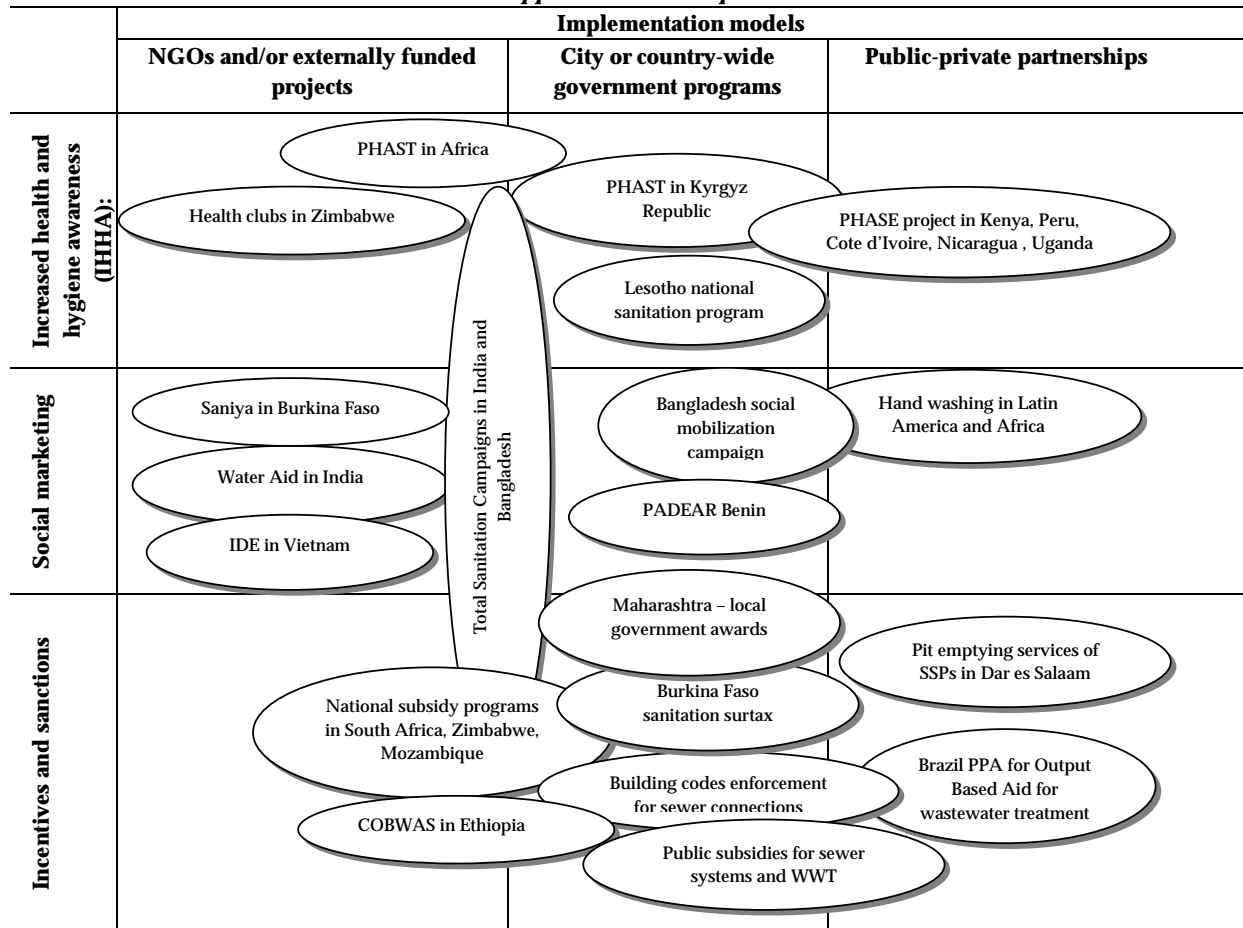 Implementation models
NGOs and/or externally funded
projects
City or country-wide
government programs
Public-private partnerships
Increased health and
hygiene awareness
(IHHA):
PHAST in Africa
Health clubs in Zimbabwe
PHAST in Kyrgyz
Republic
PHASE project in Kenya, Peru,
Cote d'Ivoire, Nicaragua , Uganda
Lesotho national
sanitation program
Total Sanitation Campaigns in India and
Bangladesh
Social marketing
Saniya in Burkina Faso
Water Aid in India
IDE in Vietnam
Bangladesh social
mobilization
campaign
Hand washing in Latin
America and Africa
PADEAR Benin
Incentives and sanctions
Maharashtra – local
government awards
Pit emptying services of
SSPs in Dar es Salaam
National subsidy programs
in South Africa, Zimbabwe,
Mozambique
Burkina Faso
sanitation surtax
Building codes enforcement
for sewer connections
Brazil PPA for Output
Based Aid for
wastewater treatment
COBWAS in Ethiopia
Public subsidies for sewer
systems and WWT